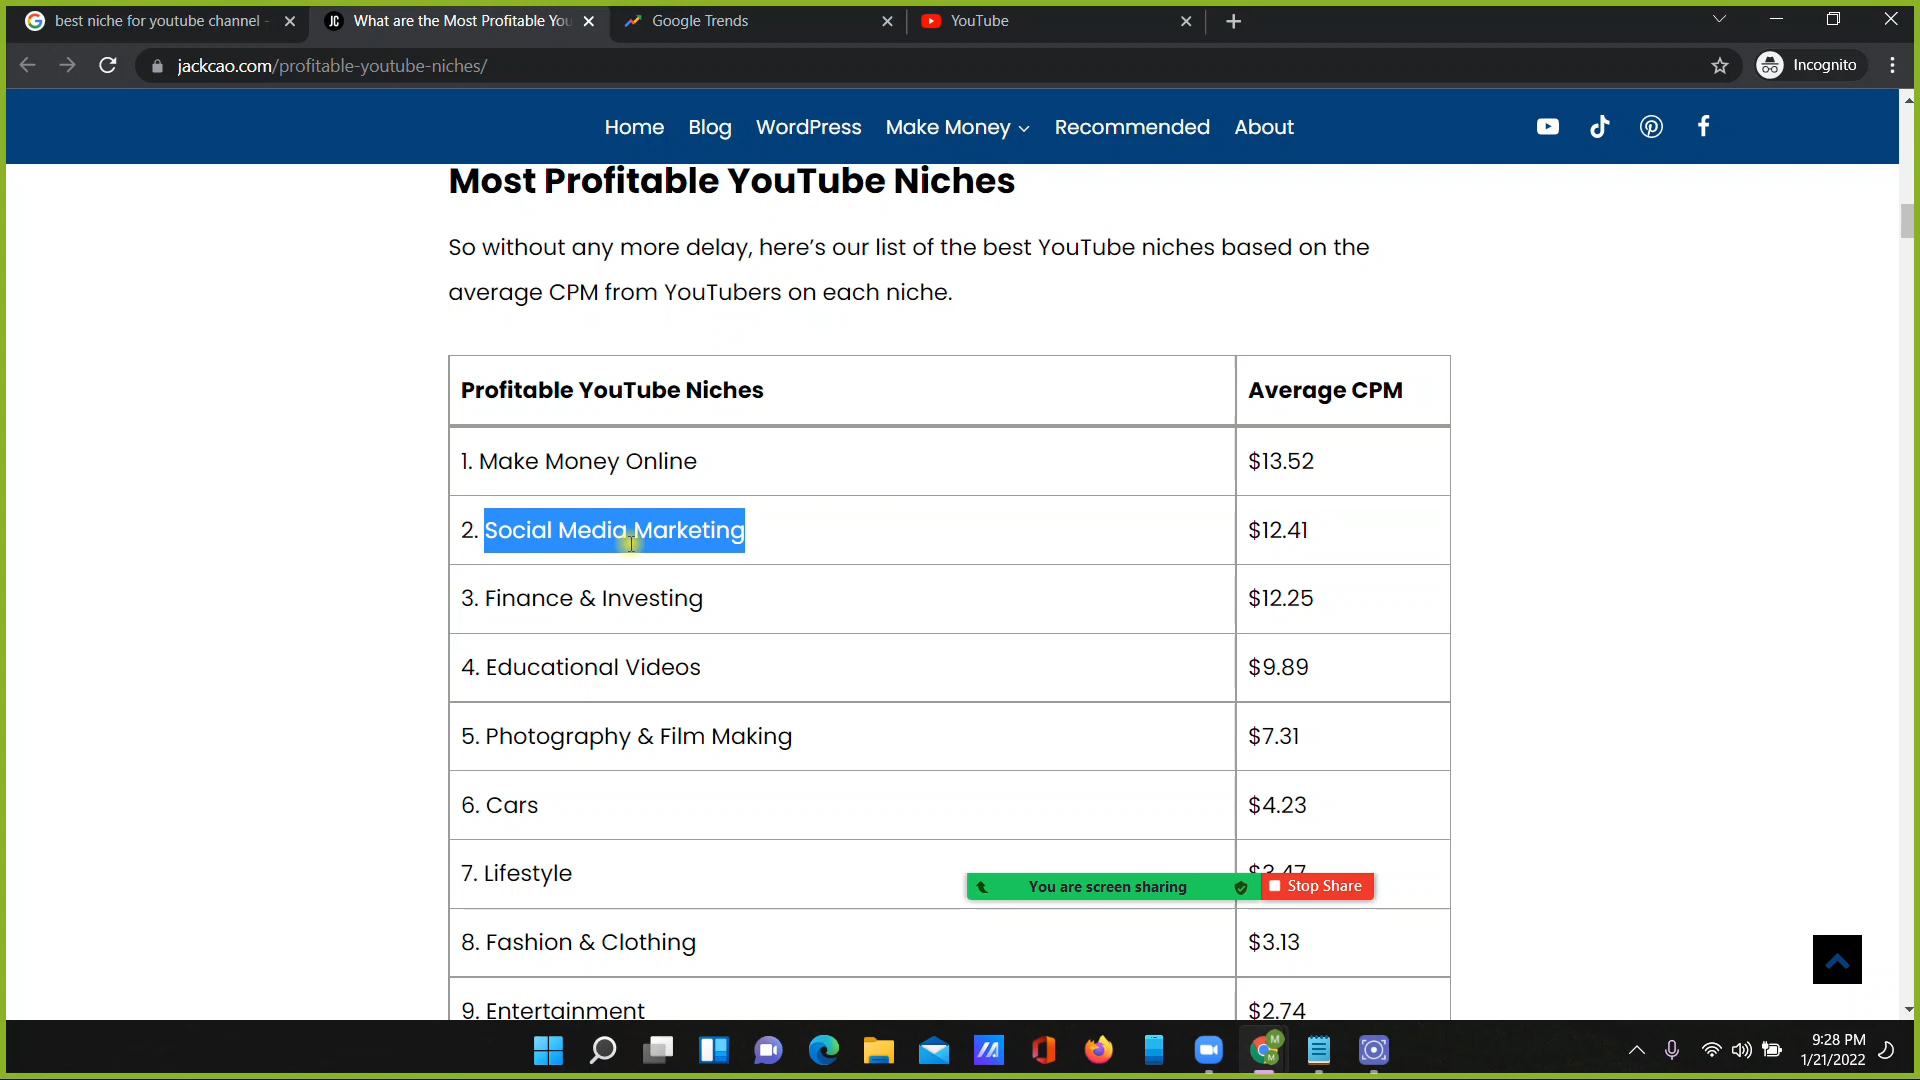 best niche for youtube channel -
What are the Most Profitable You
Google Trends
YouTube
jackcao.com/profitable-youtube-niches/
Incognito
Home Blog WordPress Make Money Recommended About
Most Profitable YouTube Niches
So without any more delay, here's our list of the best YouTube niches based on the
average CPM from YouTubers on each niche.
Profitable YouTube Niches Average CPM
1. Make Money Online $13.52
2. Social Media Marketing $12.41
3. Finance & Investing $12.25
4. Educational Videos $9.89
5. Photography & Film Making $7.31
6. Cars $4.23
7. Lifestyle $3.47
You are screen sharing Stop Share
8. Fashion & Clothing $3.13
9. Entertainment $2.74
9:28 PM
1/21/2022